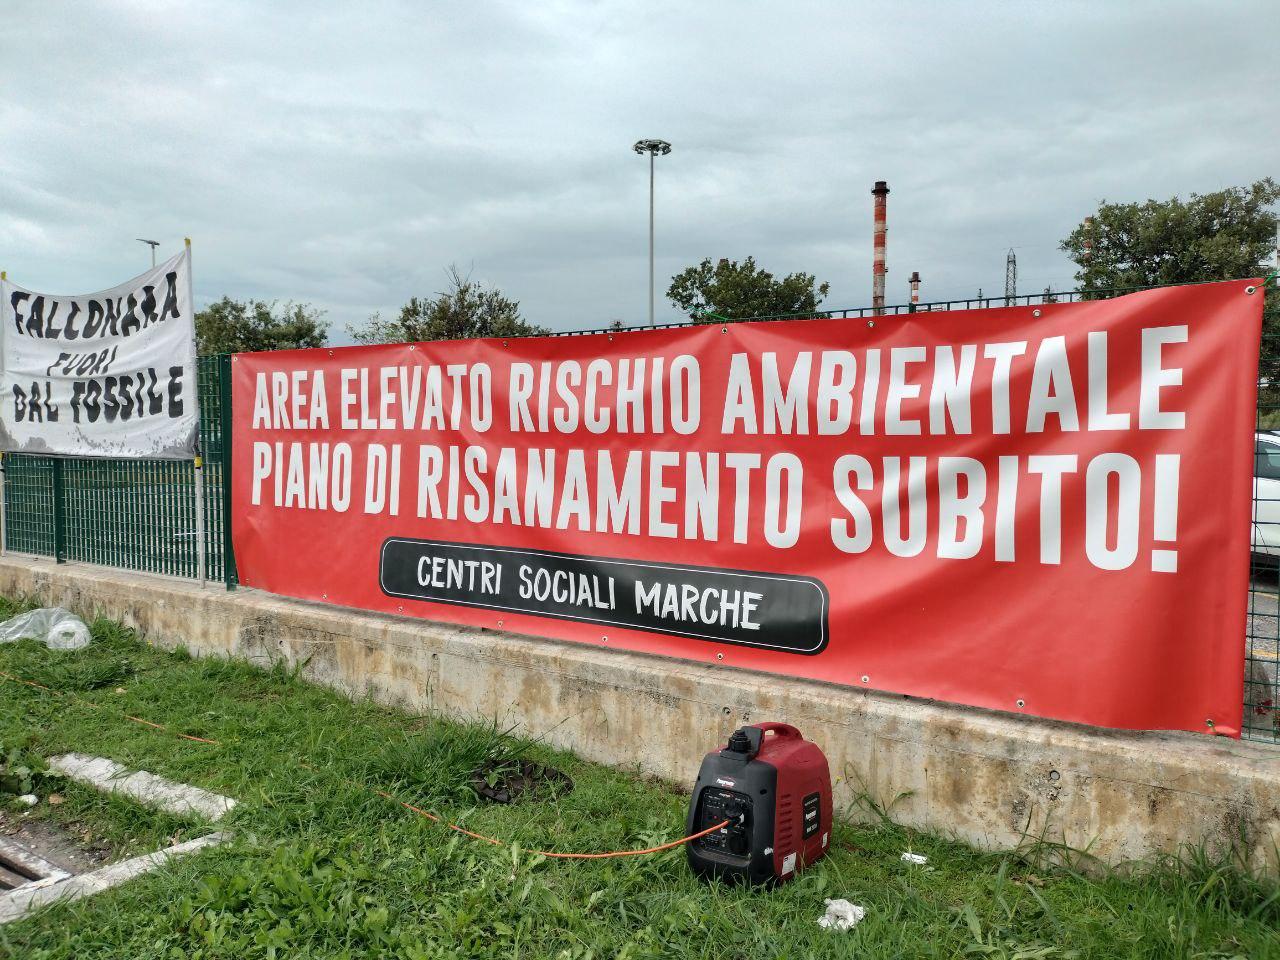 FALCONARA
FUORI
DAL FOSSILE
AREA ELEVATO RISCHIO AMBIENTALE
PIANO DI RISANAMENTO SUBITO!
CENTRI SOCIALI MARCHE